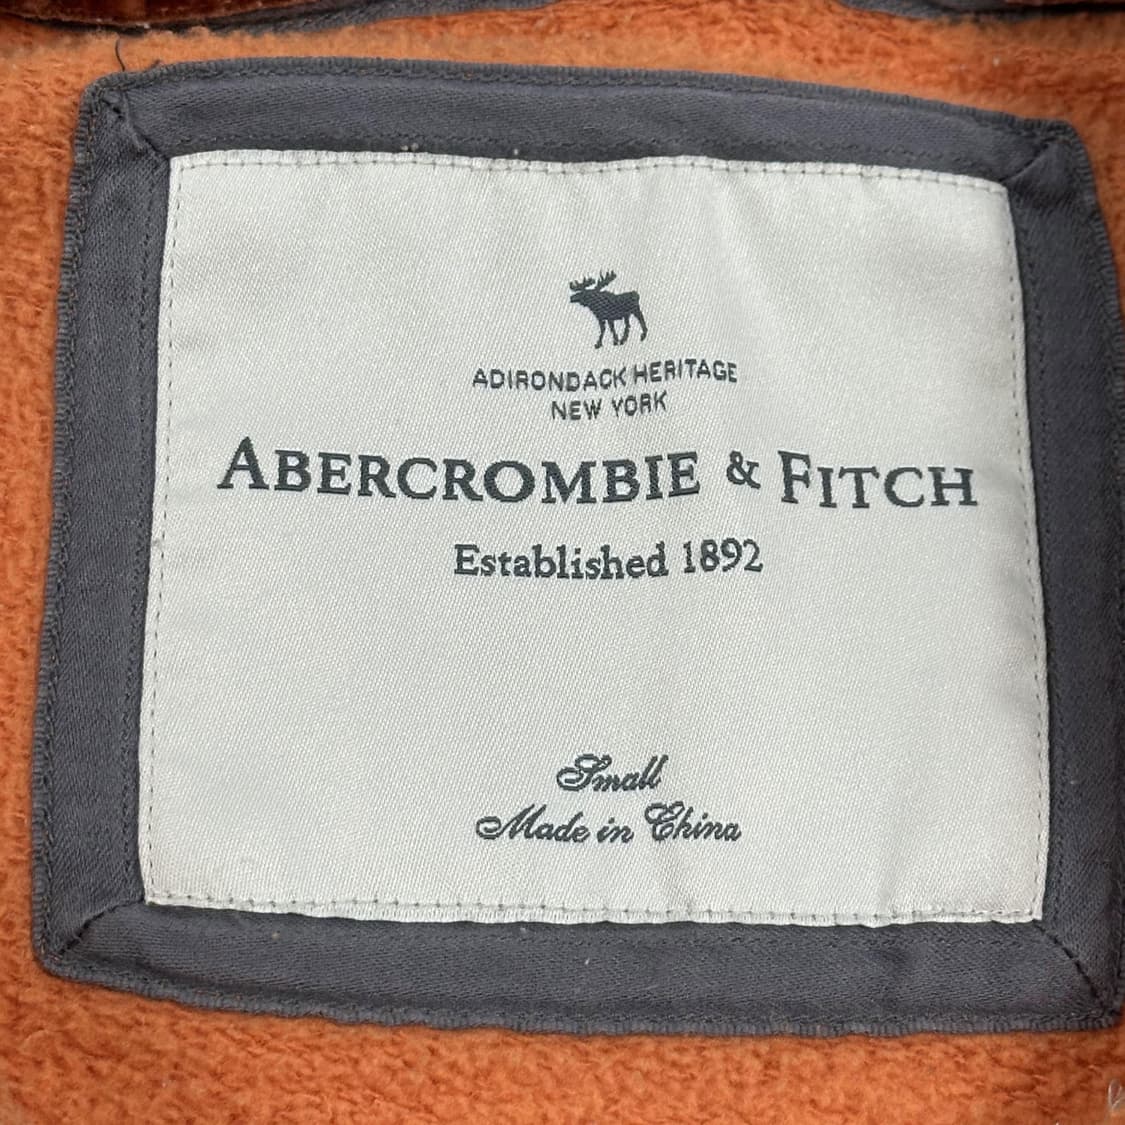 ADIRONDACK HERITAGE
NEW YORK
ABERCROMBIE & FITCH
Established 1892
Small
Made in China